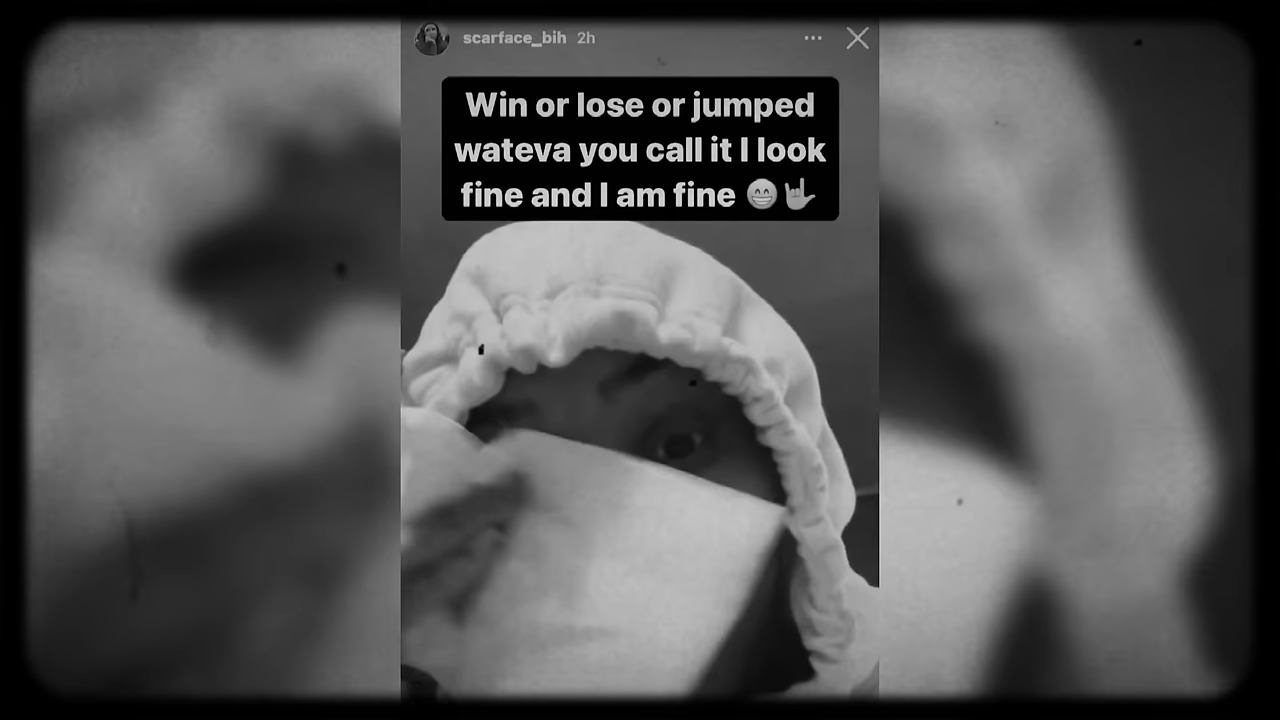 scarface_bih 2h
Win or lose or jumped
wateva you call it I look
fine and I am fine 😁🤟